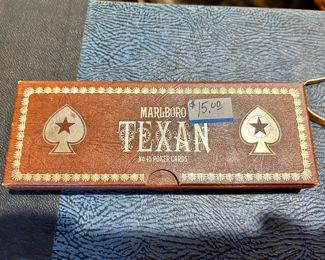 MARLBORO
$15.00
TEXAN
No 45 POKER CARDS